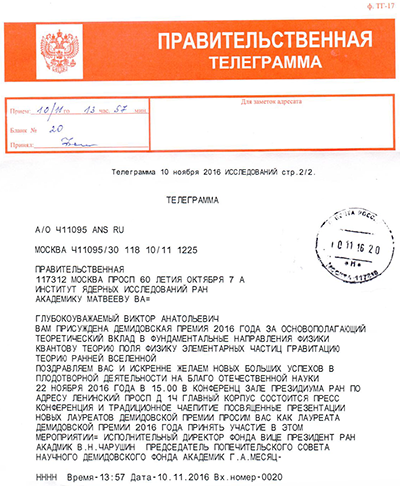 ф. ТГ-17
ПРАВИТЕЛЬСТВЕННАЯ
ТЕЛЕГРАММА
Прием: 10/11 го 13 час. 57 мин.
Для заметок адресата
Бланк № 20
Принял:
Телеграмма 10 ноября 2016 ИССЛЕДОВАНИЙ стр.2/2.
ТЕЛЕГРАММА
А/О Ч11095 ANS RU
МОСКВА Ч11095/30 118 10/11 1225
ПРАВИТЕЛЬСТВЕННАЯ
117312 МОСКВА ПРОСП 60 ЛЕТИЯ ОКТЯБРЯ 7 А
ИНСТИТУТ ЯДЕРНЫХ ИССЛЕДОВАНИЯ РАН
АКАДЕМИКУ МАТВЕЕВУ ВА=
10 11 16 20
ГЛУБОКОУВАЖАЕМЫЙ ВИКТОР АНАТОЛЬЕВИЧ
ВАМ ПРИСУЖДЕНА ДЕМИДОВСКАЯ ПРЕМИЯ 2016 ГОДА ЗА ОСНОВОПОЛАГАЮЩИЙ
ТЕОРЕТИЧЕСКИЙ ВКЛАД В ФУНДАМЕНТАЛЬНЫЕ НАПРАВЛЕНИЯ ФИЗИКИ
КВАНТОВУЮ ТЕОРИЮ ПОЛЯ ФИЗИКУ ЭЛЕМЕНТАРНЫХ ЧАСТИЦ ГРАВИТАЦИЮ
ТЕОРИЮ РАННЕЙ ВСЕЛЕННОЙ
ПОЗДРАВЛЯЕМ ВАС И ИСКРЕННЕ ЖЕЛАЕМ НОВЫХ БОЛЬШИХ УСПЕХОВ В
ПЛОДОТВОРНОЙ ДЕЯТЕЛЬНОСТИ НА БЛАГО ОТЕЧЕСТВЕННОЙ НАУКИ
22 НОЯБРЯ 2016 ГОДА В 15.00 В КОНФЕРЕНЦ ЗАЛЕ ПРЕЗИДИУМА РАН ПО
АДРЕСУ ЛЕНИНСКИЙ ПРОСП Д 14 ГЛАВНЫЙ КОРПУС СОСТОИТСЯ ПРЕСС
КОНФЕРЕНЦИЯ И ТРАДИЦИОННОЕ ЧАЕПИТИЕ ПОСВЯЩЕННЫЕ ПРЕЗЕНТАЦИИ
НОВЫХ ЛАУРЕАТОВ ДЕМИДОВСКОЙ ПРЕМИИ ПРОСИМ ВАС КАК ЛАУРЕАТА
ДЕМИДОВСКОЙ ПРЕМИИ 2016 ГОДА ПРИНЯТЬ УЧАСТИЕ В ЭТОМ
МЕРОПРИЯТИИ= ИСПОЛНИТЕЛЬНЫЙ ДИРЕКТОР ФОНДА ВИЦЕ ПРЕЗИДЕНТ РАН
АКАДМИК В.Н.ЧАРУШИН ПРЕДСЕДАТЕЛЬ ПОПЕЧИТЕЛЬСКОГО СОВЕТА
НАУЧНОГО ДЕМИДОВСКОГО ФОНДА АКАДЕМИК Г.А.МЕСЯЦ-
НННН Время-13:57 Дата-10.11.2016 Вх.номер-0020